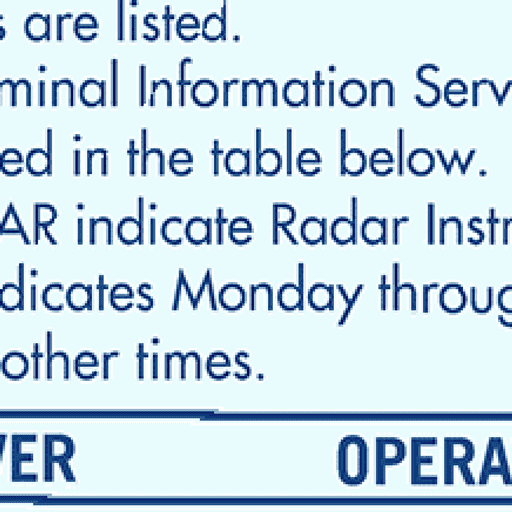 s are listed.
minal Information Serv
ed in the table below.
AR indicate Radar Instr
dicates Monday throug
other times.
VER OPERA